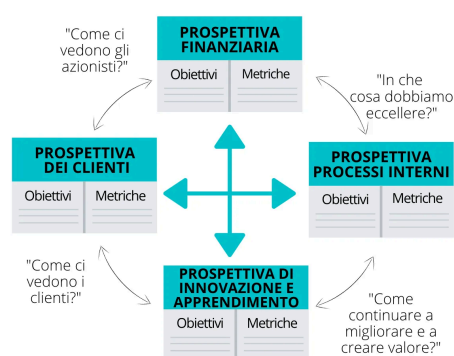 "Come ci
vedono gli
azionisti?"
PROSPETTIVA
FINANZIARIA
Obiettivi
Metriche
"In che
cosa dobbiamo
eccellere?"
PROSPETTIVA
DEI CLIENTI
Obiettivi
Metriche
PROSPETTIVA
PROCESSI INTERNI
Obiettivi
Metriche
"Come ci
vedono i
clienti?"
PROSPETTIVA DI
INNOVAZIONE E
APPRENDIMENTO
Obiettivi
Metriche
"Come
continuare a
migliorare e a
creare valore?"